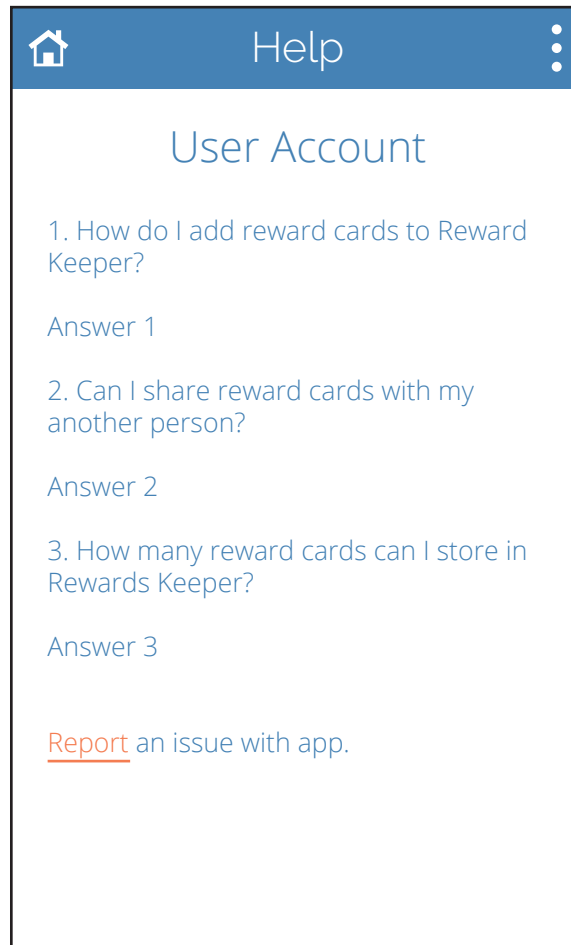 Help
User Account
1. How do I add reward cards to Reward
Keeper?
Answer 1
2. Can I share reward cards with my
another person?
Answer 2
3. How many reward cards can I store in
Rewards Keeper?
Answer 3
Report an issue with app.